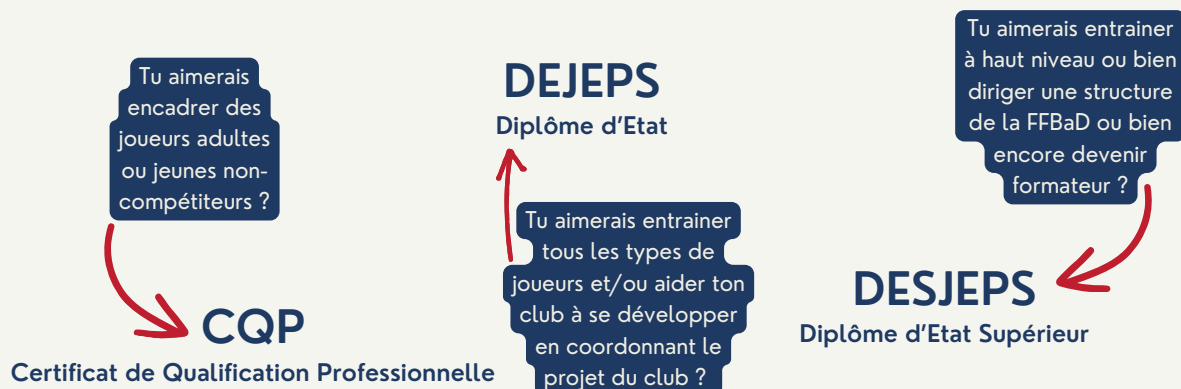 Tu aimerais
encadrer des
joueurs adultes
ou jeunes non-
compétiteurs ?
CQP
Certificat de Qualification Professionnelle
DEJEPS
Diplôme d'Etat
Tu aimerais entrainer
tous les types de
joueurs et/ou aider ton
club à se développer
en coordonnant le
projet du club ?
Tu aimerais entrainer
à haut niveau ou bien
diriger une structure
de la FFBaD ou bien
encore devenir
formateur ?
DESJEPS
Diplôme d'Etat Supérieur